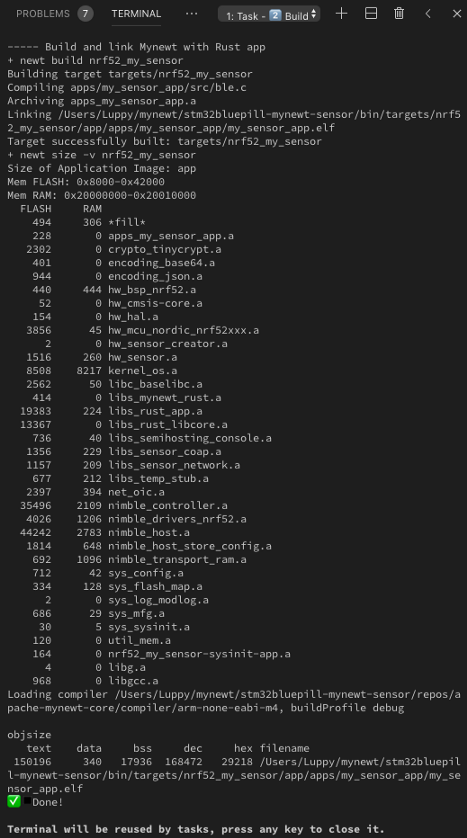 PROBLEMS 7 TERMINAL ... 1: Task - 2 Build
----- Build and link Mynewt with Rust app
+ newt build nrf52_my_sensor
Building target targets/nrf52_my_sensor
Compiling apps/my_sensor_app/src/ble.c
Archiving apps_my_sensor_app.a
Linking /Users/Luppy/mynewt/stm32bluepill-mynewt-sensor/bin/targets/nrf5
2_my_sensor/app/apps/my_sensor_app/my_sensor_app.elf
Target successfully built: targets/nrf52_my_sensor
+ newt size -v nrf52_my_sensor
Size of Application Image: app
Mem FLASH: 0x8000-0x42000
Mem RAM: 0x20000000-0x20010000
FLASH RAM
494 306 *fill*
228 0 apps_my_sensor_app.a
2302 0 crypto_tinycrypt.a
401 0 encoding_base64.a
944 0 encoding_json.a
440 444 hw_bsp_nrf52.a
52 0 hw_cmsis-core.a
154 0 hw_hal.a
3856 45 hw_mcu_nordic_nrf52xxx.a
2 0 hw_sensor_creator.a
1516 260 hw_sensor.a
8508 8217 kernel_os.a
2562 50 libc_baselibc.a
414 0 libs_mynewt_rust.a
19383 224 libs_rust_app.a
13367 0 libs_rust_libcore.a
736 40 libs_semihosting_console.a
1356 229 libs_sensor_coap.a
1157 209 libs_sensor_network.a
677 212 libs_temp_stub.a
2397 394 net_oic.a
35496 2109 nimble_controller.a
4026 1206 nimble_drivers_nrf52.a
44242 2783 nimble_host.a
1814 648 nimble_host_store_config.a
692 1096 nimble_transport_ram.a
712 42 sys_config.a
334 128 sys_flash_map.a
2 0 sys_log_modlog.a
686 29 sys_mfg.a
30 5 sys_sysinit.a
120 0 util_mem.a
164 0 nrf52_my_sensor-sysinit-app.a
4 0 libg.a
968 0 libgcc.a
Loading compiler /Users/Luppy/mynewt/stm32bluepill-mynewt-sensor/repos/a
pache-mynewt-core/compiler/arm-none-eabi-m4, buildProfile debug
objsize
text data bss dec hex filename
150196 340 17936 168472 29218 /Users/Luppy/mynewt/stm32bluepil
l-mynewt-sensor/bin/targets/nrf52_my_sensor/app/apps/my_sensor_app/my_se
nsor_app.elf
✅ Done!
Terminal will be reused by tasks, press any key to close it.